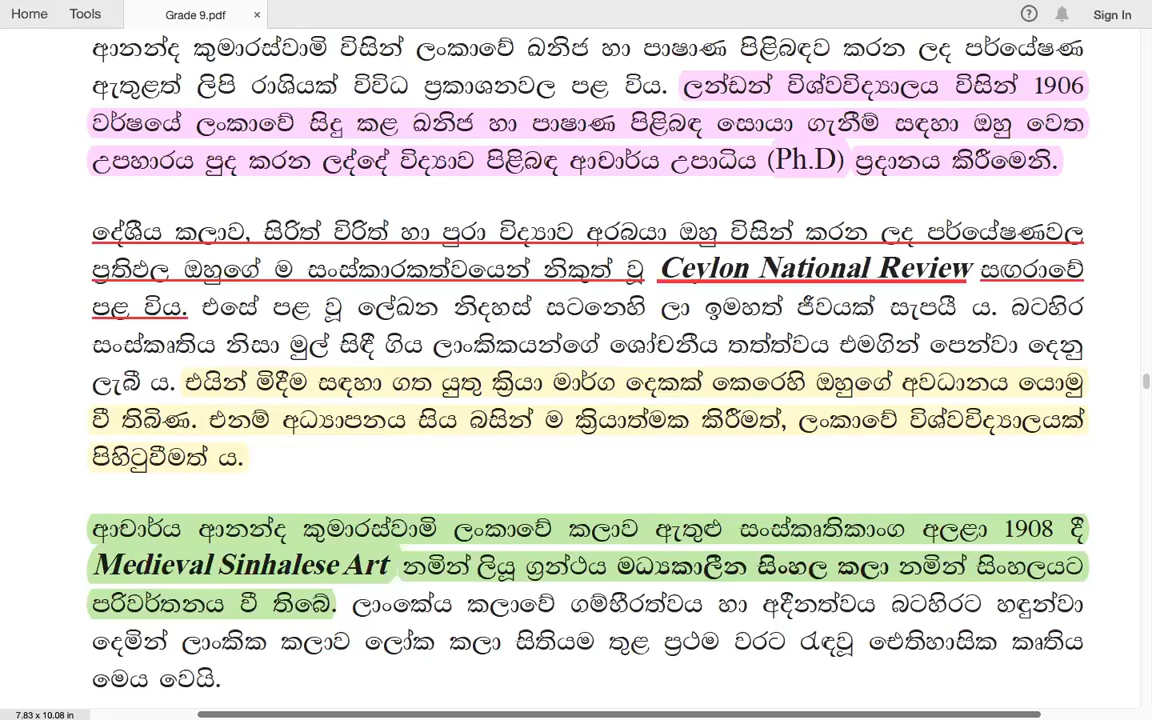 Home Tools Grade 9.pdf × Sign In
ආනන්ද කුමාරස්වාමි විසින් ලංකාවේ ඛනිජ හා පාෂාණ පිළිබඳව කරන ලද පර්යේෂණ
ඇතුළත් ලිපි රාශියක් විවිධ ප්‍රකාශනවල පළ විය. ලන්ඩන් විශ්වවිද්‍යාලය විසින් 1906
වර්ෂයේ ලංකාවේ සිදු කළ ඛනිජ හා පාෂාණ පිළිබඳ සොයා ගැනීම් සඳහා ඔහු වෙත
උපහාරය පුද කරන ලද්දේ විද්‍යාව පිළිබඳ ආචාර්ය උපාධිය (Ph.D) ප්‍රදානය කිරීමෙනි.
දේශීය කලාව, සිරිත් විරිත් හා පුරා විද්‍යාව අරබයා ඔහු විසින් කරන ලද පර්යේෂණවල
ප්‍රතිඵල ඔහුගේ ම සංස්කාරකත්වයෙන් නිකුත් වූ Ceylon National Review සඟරාවේ
පළ විය. එසේ පළ වූ ලේඛන නිදහස් සටනෙහි ලා ඉමහත් ජීවයක් සැපයී ය. බටහිර
සංස්කෘතිය නිසා මුල් සිඳී ගිය ලාංකිකයන්ගේ ශෝචනීය තත්ත්වය එමගින් පෙන්වා දෙනු
ලැබී ය. එයින් මිදීම සඳහා ගත යුතු ක්‍රියා මාර්ග දෙකක් කෙරෙහි ඔහුගේ අවධානය යොමු
වී තිබිණ. එනම් අධ්‍යාපනය සිය බසින් ම ක්‍රියාත්මක කිරීමත්, ලංකාවේ විශ්වවිද්‍යාලයක්
පිහිටුවීමත් ය.
ආචාර්ය ආනන්ද කුමාරස්වාමි ලංකාවේ කලාව ඇතුළු සංස්කෘතිකාංග අලළා 1908 දී
Medieval Sinhalese Art නමින් ලියූ ග්‍රන්ථය මධ්‍යකාලීන සිංහල කලා නමින් සිංහලයට
පරිවර්තනය වී තිබේ. ලාංකේය කලාවේ ගම්භීරත්වය හා අදීනත්වය බටහිරට හඳුන්වා
දෙමින් ලාංකික කලාව ලෝක කලා සිතියම තුළ ප්‍රථම වරට රැඳවූ ඓතිහාසික කෘතිය
මෙය වෙයි.
7.83 x 10.08 in